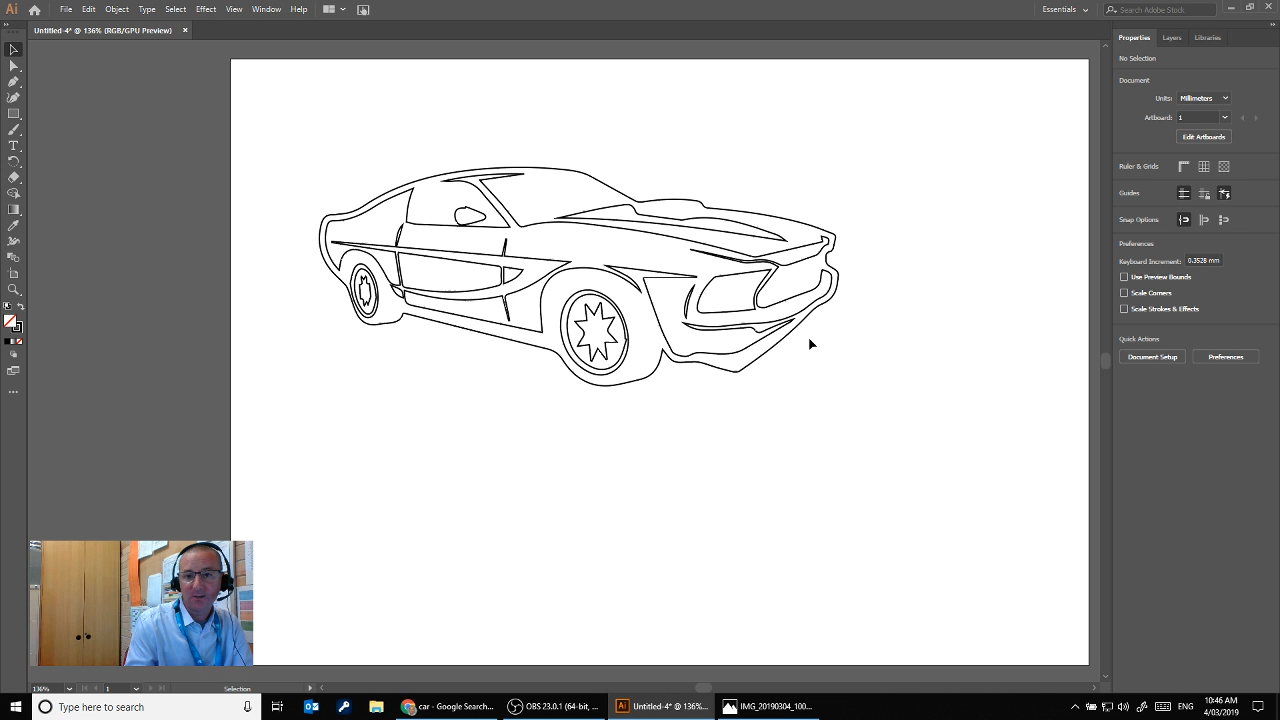 Ai File Edit Object Type Select Effect View Window Help Essentials Search Adobe Stock
Untitled-4* @ 136% (RGB/GPU Preview) ×
Properties Layers Libraries
No Selection
Document
Units: Millimeters
Artboard: 1
Edit Artboards
Ruler & Grids
Guides
Snap Options
Preferences
Keyboard Increment: 0.3528 mm
Use Preview Bounds
Scale Corners
Scale Strokes & Effects
Quick Actions
Document Setup Preferences
136% 1 Selection
Type here to search car - Google Search... OBS 23.0.1 (64-bit, ... Ai Untitled-4* @ 136%... IMG_20190304_100... ENG 10:46 AM
4/03/2019